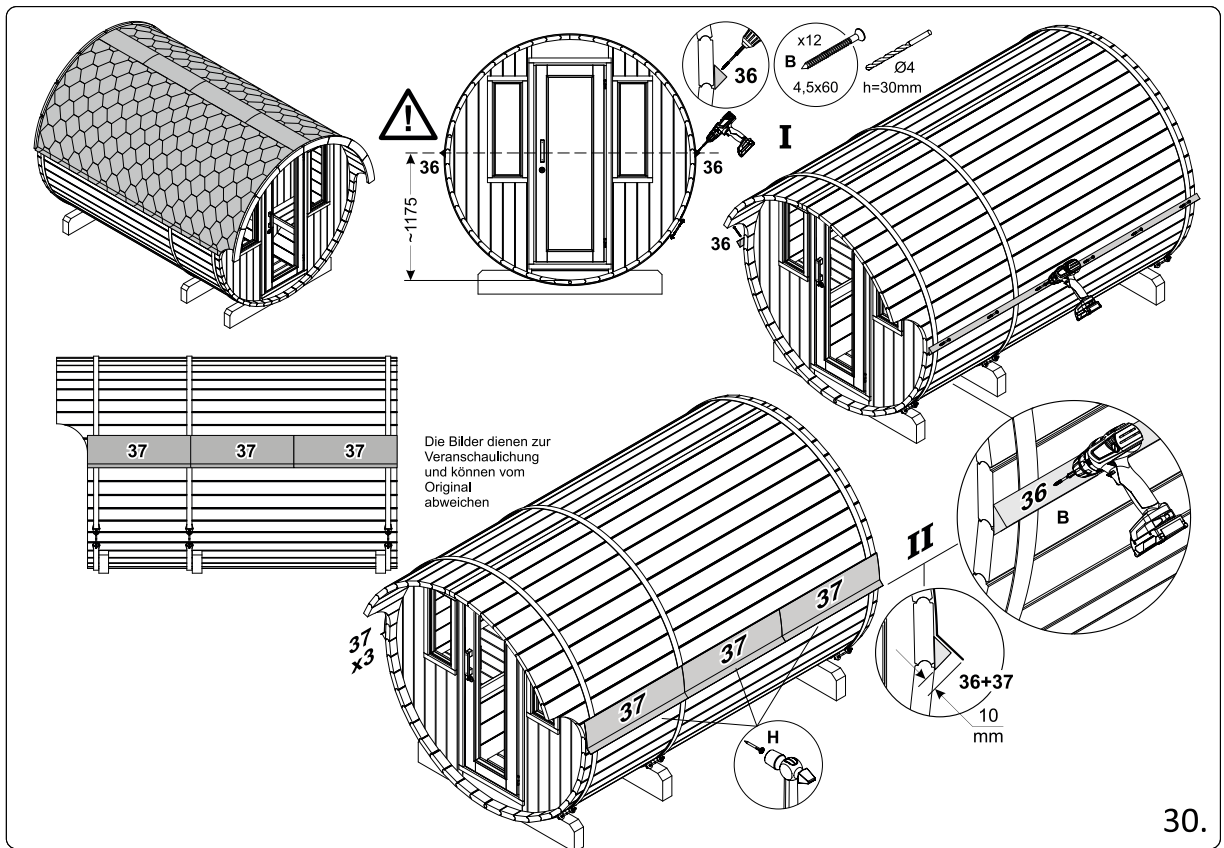 36
x12
B
4,5x60
Ø4
h=30mm
!
36
36
~1175
I
36
37
37
37
Die Bilder dienen zur
Veranschaulichung
und können vom
Original
abweichen
36
B
II
37
x3
37
37
37
36+37
10
mm
H
30.